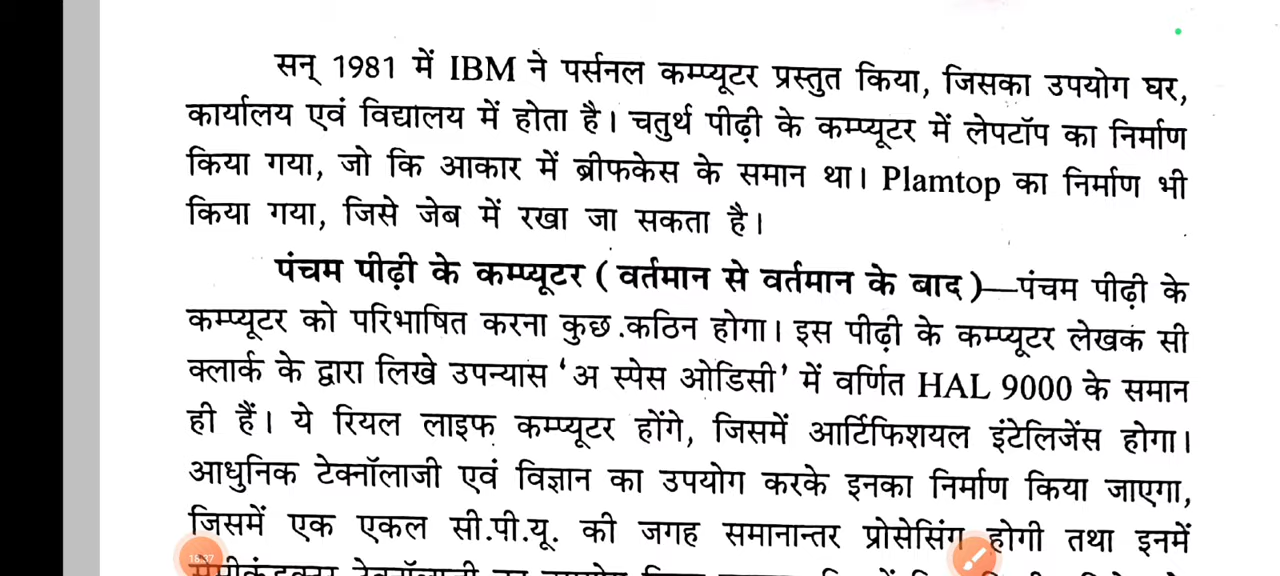 सन् 1981 में IBM ने पर्सनल कम्प्यूटर प्रस्तुत किया, जिसका उपयोग घर,
कार्यालय एवं विद्यालय में होता है। चतुर्थ पीढ़ी के कम्प्यूटर में लेपटॉप का निर्माण
किया गया, जो कि आकार में ब्रीफकेस के समान था। Plamtop का निर्माण भी
किया गया, जिसे जेब में रखा जा सकता है।
पंचम पीढ़ी के कम्प्यूटर (वर्तमान से वर्तमान के बाद)—पंचम पीढ़ी के
कम्प्यूटर को परिभाषित करना कुछ कठिन होगा। इस पीढ़ी के कम्प्यूटर लेखक सी
क्लार्क के द्वारा लिखे उपन्यास ‘अ स्पेस ओडिसी’ में वर्णित HAL 9000 के समान
ही हैं। ये रियल लाइफ कम्प्यूटर होंगे, जिसमें आर्टिफिशयल इंटेलिजेंस होगा।
आधुनिक टेक्नॉलाजी एवं विज्ञान का उपयोग करके इनका निर्माण किया जाएगा,
जिसमें एक एकल सी.पी.यू. की जगह समानान्तर प्रोसेसिंग होगी तथा इनमें